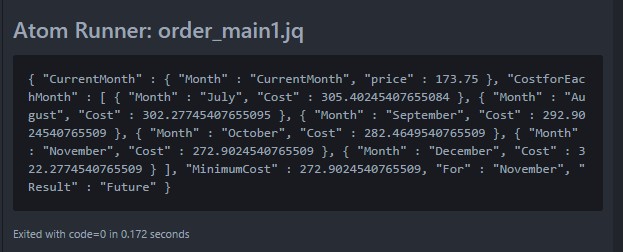 Atom Runner: order_main1.jq
{ "CurrentMonth" : { "Month" : "CurrentMonth", "price" : 173.75 }, "CostforEac
hMonth" : [ { "Month" : "July", "Cost" : 305.40245407655084 }, { "Month" : "Au
gust", "Cost" : 302.27745407655095 }, { "Month" : "September", "Cost" : 292.90
24540765509 }, { "Month" : "October", "Cost" : 282.4649540765509 }, { "Month"
: "November", "Cost" : 272.9024540765509 }, { "Month" : "December", "Cost" : 3
22.2774540765509 } ], "MinimumCost" : 272.9024540765509, "For" : "November", "
Result" : "Future" }
Exited with code=0 in 0.172 seconds